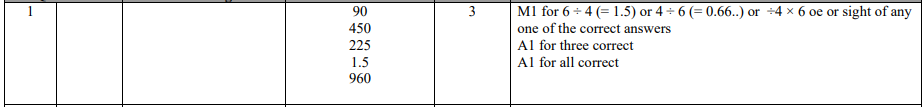 1 90 3 M1 for 6 ÷ 4 (= 1.5) or 4 ÷ 6 (= 0.66..) or ÷4 × 6 oe or sight of any
450 one of the correct answers
225 A1 for three correct
1.5 A1 for all correct
960